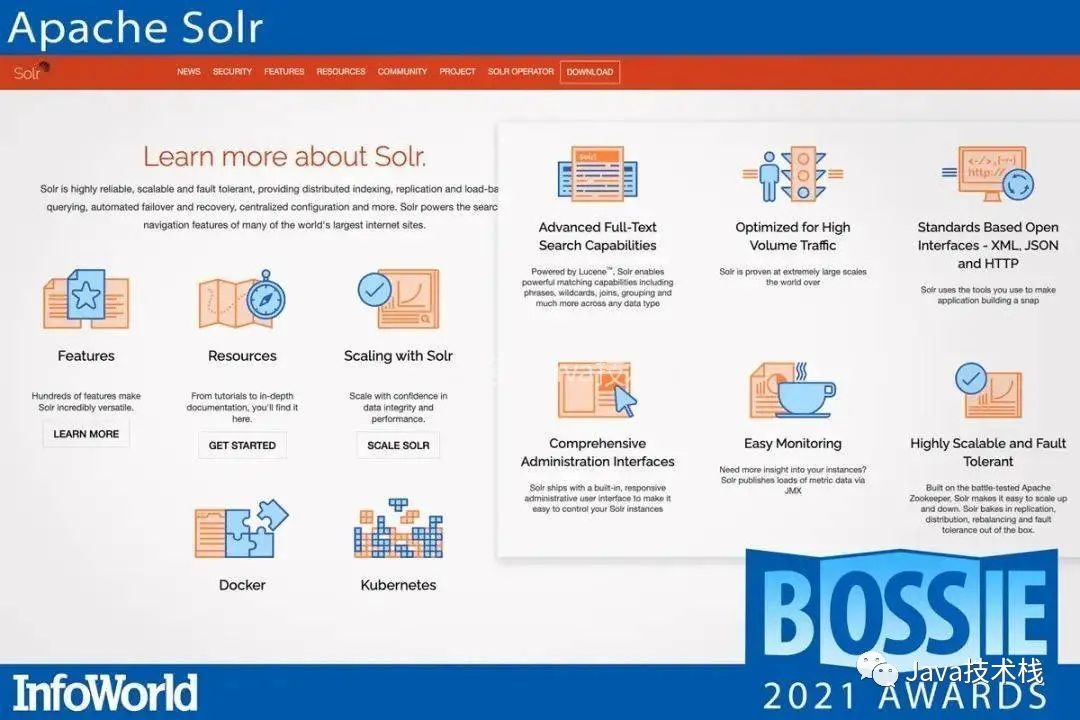 Apache Solr
Solr
NEWS SECURITY FEATURES RESOURCES COMMUNITY PROJECT SOLR OPERATOR DOWNLOAD
Learn more about Solr.
Solr is highly reliable, scalable and fault tolerant, providing distributed indexing, replication and load-ba
querying, automated failover and recovery, centralized configuration and more. Solr powers the searc
navigation features of many of the world's largest internet sites.
Features
Hundreds of features make
Solr incredibly versatile.
LEARN MORE
Resources
From tutorials to in-depth
documentation, you'll find it
here.
GET STARTED
Scaling with Solr
Scale with confidence in
data integrity and
performance.
SCALE SOLR
Docker
Kubernetes
Solr
Advanced Full-Text
Search Capabilities
Powered by Lucene™, Solr enables
powerful matching capabilities including
phrases, wildcards, joins, grouping and
much more across any data type
Optimized for High
Volume Traffic
Solr is proven at extremely large scales
the world over
http://
Standards Based Open
Interfaces - XML, JSON
and HTTP
Solr uses the tools you use to make
application building a snap
Comprehensive
Administration Interfaces
Solr ships with a built-in, responsive
administrative user interface to make it
easy to control your Solr instances
Easy Monitoring
Need more insight into your instances?
Solr publishes loads of metric data via
JMX
Highly Scalable and Fault
Tolerant
Built on the battle-tested Apache
Zookeeper, Solr makes it easy to scale up
and down. Solr bakes in replication,
distribution, rebalancing and fault
tolerance out of the box.
BOSSIE
2021 AWARDS
Java技术栈
InfoWorld